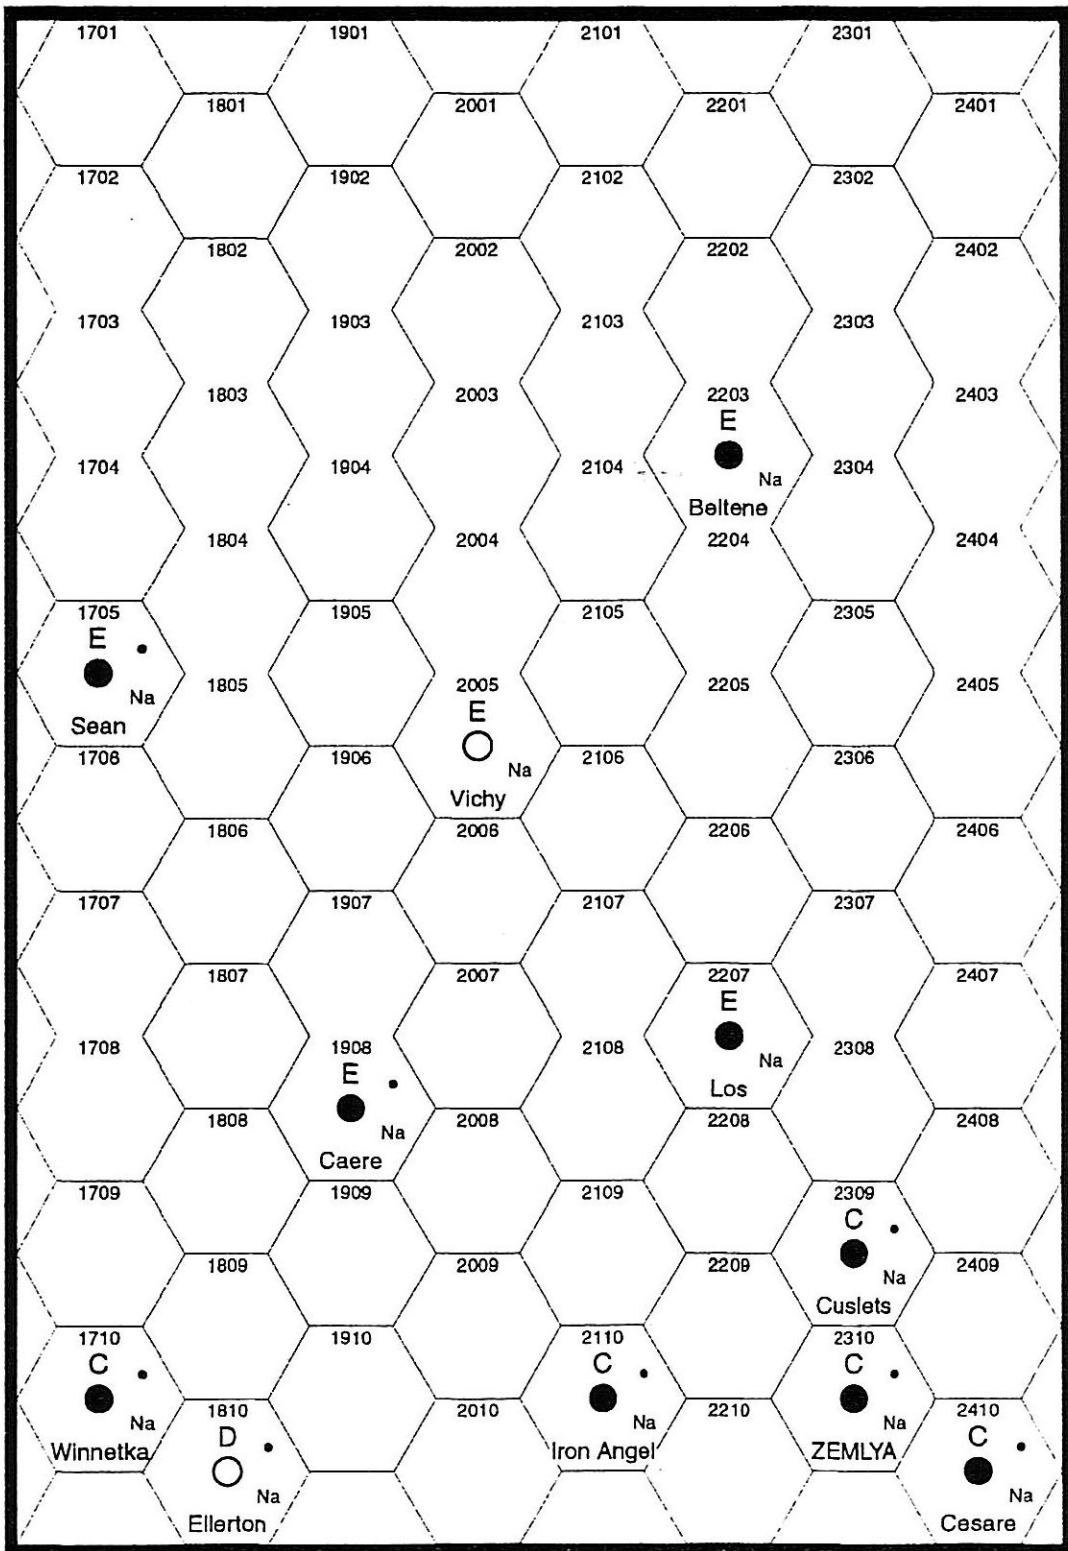 1701 1901 2101 2301
1801 2001 2201 2401
1702 1902 2102 2302
1802 2002 2202 2402
1703 1903 2103 2303
1803 2003 2203 2403
E
1704 1904 2104 2304
Na
Beltene
1804 2004 2204 2404
1705 1905 2105 2305
E
1805 2005 2205 2405
Na
E
Sean
1706 1906 2106 2306
Na
Vichy
1806 2006 2206 2406
1707 1907 2107 2307
1807 2007 2207 2407
E
1708 1908 2108 2308
Na
E
Los
1808 2008 2208 2408
Na
Caere
1709 1909 2109 2309
C
1809 2009 2209 2409
Na
Cuslets
1710 1910 2110 2310
C C C
1810 2010 2210 2410
Na Na Na
D C
Winnetka Iron Angel ZEMLYA
Na Na
Ellerton Cesare